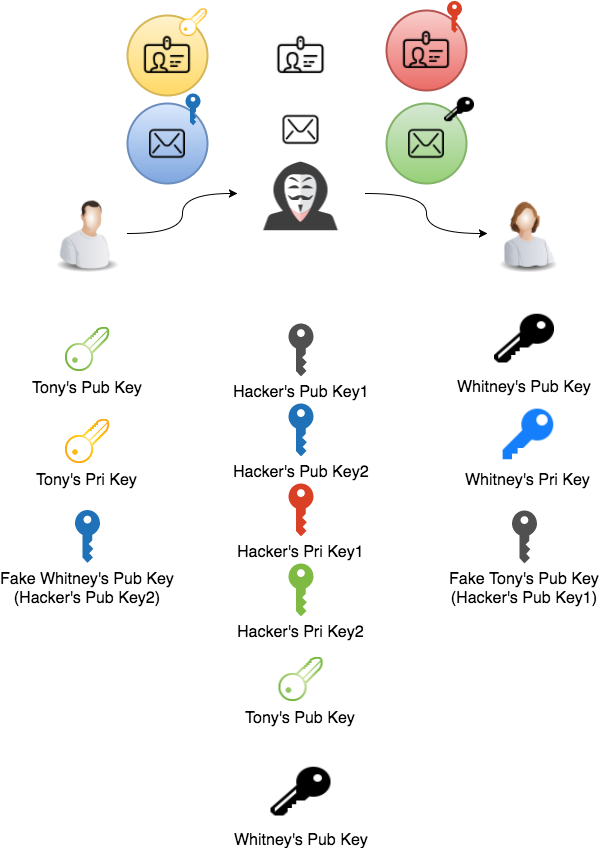 Tony's Pub Key
Hacker's Pub Key1
Whitney's Pub Key
Tony's Pri Key
Hacker's Pub Key2
Whitney's Pri Key
Fake Whitney's Pub Key
(Hacker's Pub Key2)
Hacker's Pri Key1
Fake Tony's Pub Key
(Hacker's Pub Key1)
Hacker's Pri Key2
Tony's Pub Key
Whitney's Pub Key